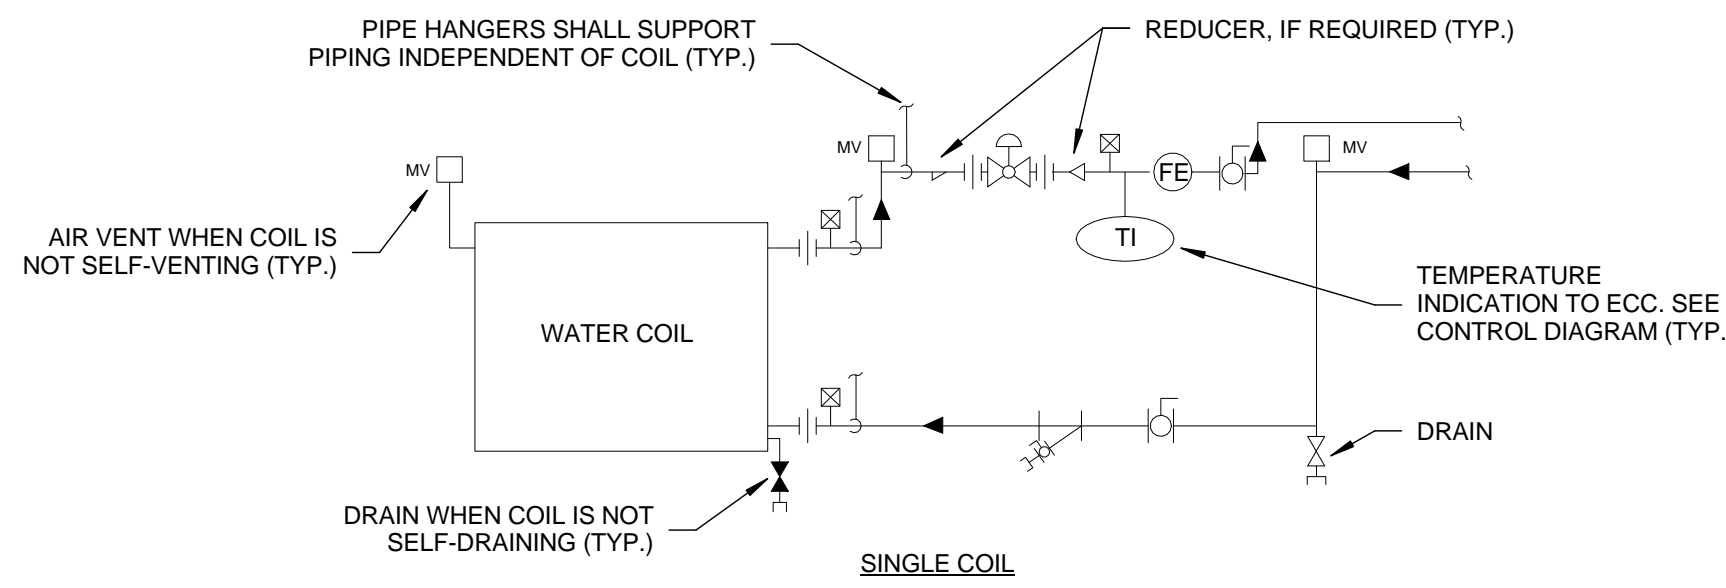 PIPE HANGERS SHALL SUPPORT
PIPING INDEPENDENT OF COIL (TYP.)
REDUCER, IF REQUIRED (TYP.)
MV
MV
MV
FE
AIR VENT WHEN COIL IS
NOT SELF-VENTING (TYP.)
TI
TEMPERATURE
INDICATION TO ECC. SEE
CONTROL DIAGRAM (TYP.
WATER COIL
DRAIN
DRAIN WHEN COIL IS NOT
SELF-DRAINING (TYP.)
SINGLE COIL